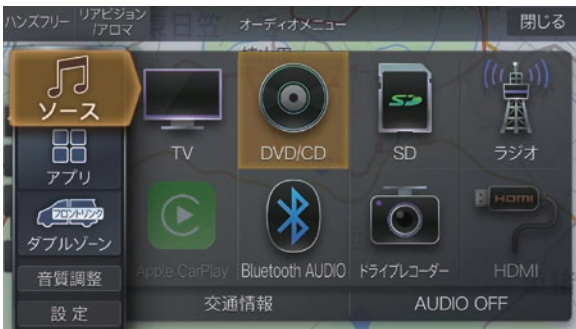 ハンズフリー
リアビジョン
/アロマ
オーディオメニュー
閉じる
ソース
TV
DVD/CD
SD
ラジオ
アプリ
フロントリンク
ダブルゾーン
Apple CarPlay
Bluetooth AUDIO
ドライブレコーダー
HDMI
HDMI
音質調整
設定
交通情報
AUDIO OFF